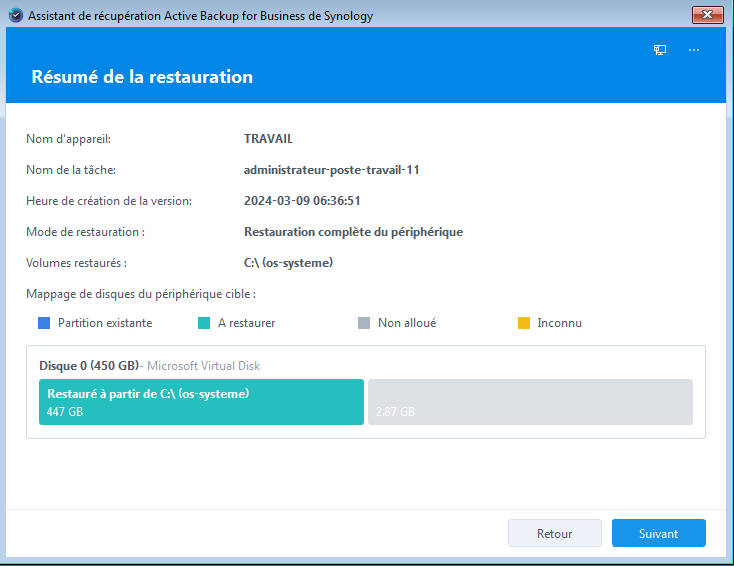 Assistant de récupération Active Backup for Business de Synology
Résumé de la restauration
Nom d'appareil: TRAVAIL
Nom de la tâche: administrateur-poste-travail-11
Heure de création de la version: 2024-03-09 06:36:51
Mode de restauration : Restauration complète du périphérique
Volumes restaurés : C:\ (os-systeme)
Mappage de disques du périphérique cible :
Partition existante A restaurer Non alloué Inconnu
Disque 0 (450 GB)- Microsoft Virtual Disk
Restauré à partir de C:\ (os-systeme)
447 GB 2.87 GB
Retour Suivant